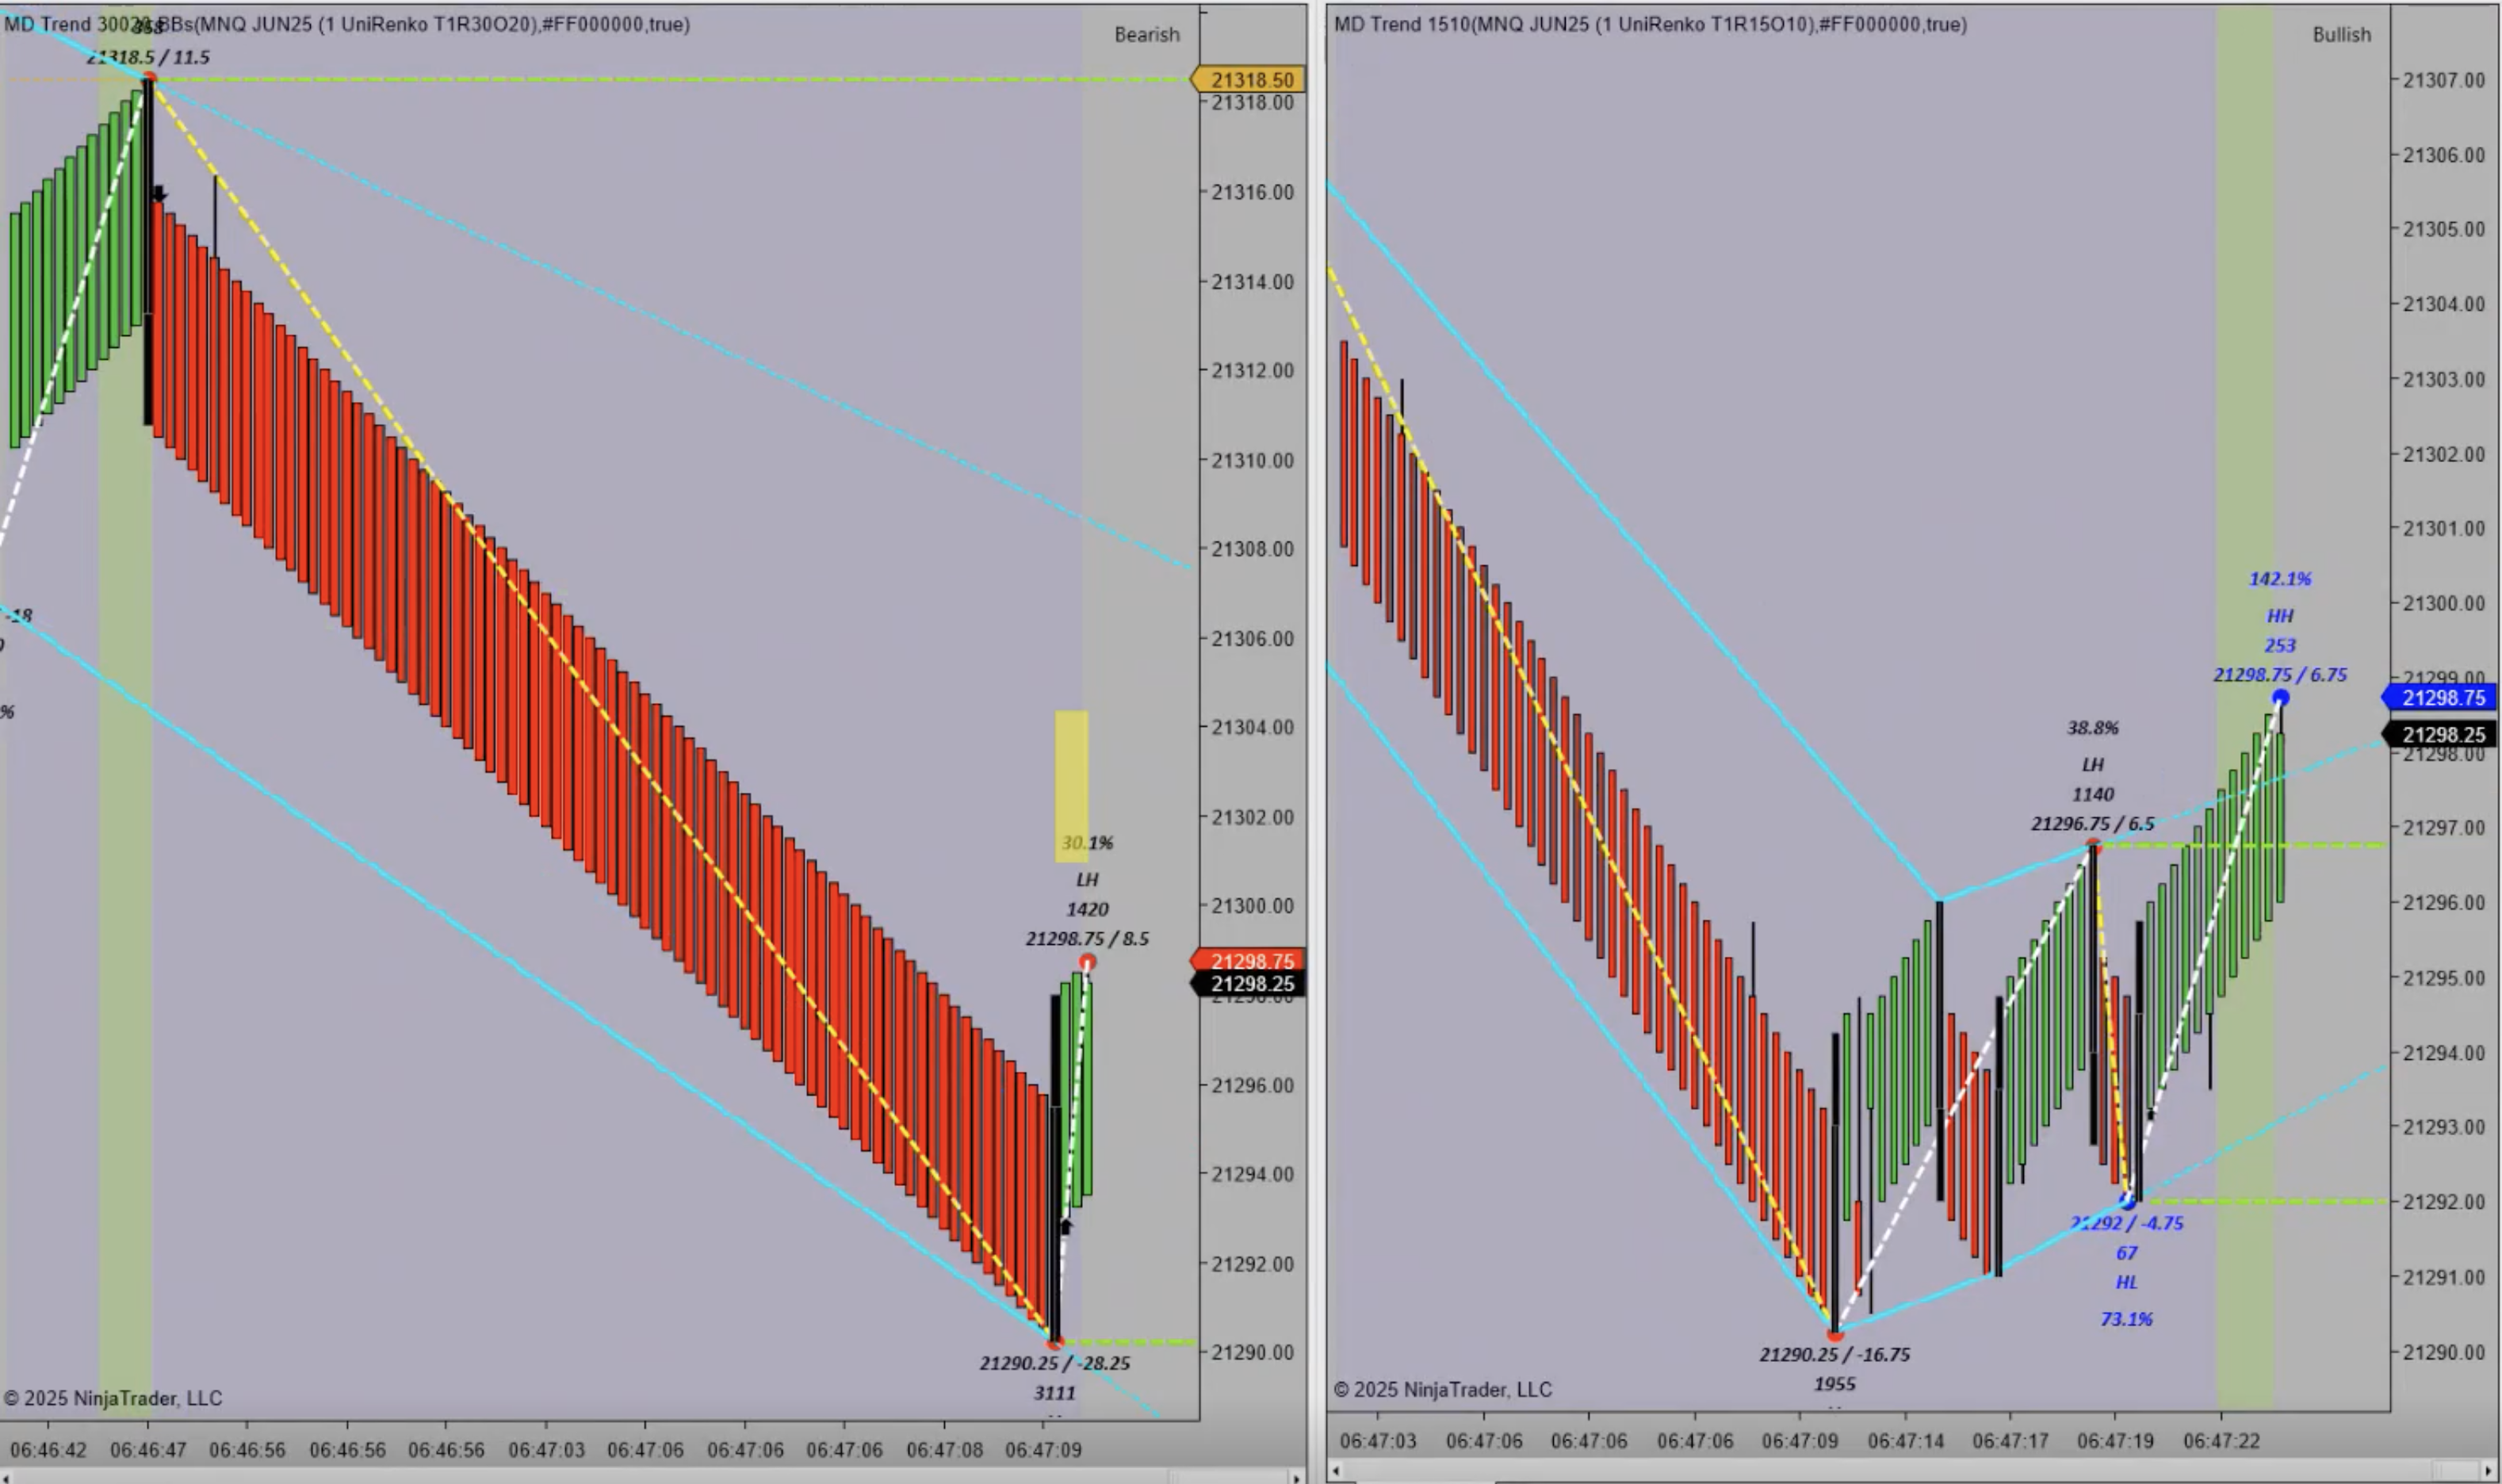 MD Trend 30020 BBs(MNQ JUN25 (1 UniRenko T1R30O20),#FF000000,true)
Bearish
21318.5 / 11.5
21318.50
21318.00
21316.00
21314.00
21312.00
21310.00
21308.00
21306.00
21304.00
21302.00
21300.00
21298.75
21298.25
21296.00
21294.00
21292.00
21290.00
-18
%
30.1%
LH
1420
21298.75 / 8.5
21290.25 / -28.25
3111
--
© 2025 NinjaTrader, LLC
06:46:42 06:46:47 06:46:56 06:46:56 06:46:56 06:47:03 06:47:06 06:47:06 06:47:06 06:47:08 06:47:09
MD Trend 1510(MNQ JUN25 (1 UniRenko T1R15O10),#FF000000,true)
Bullish
21307.00
21306.00
21305.00
21304.00
21303.00
21302.00
21301.00
21300.00
21299.00
21298.75
21298.25
21298.00
21297.00
21296.00
21295.00
21294.00
21293.00
21292.00
21291.00
21290.00
142.1%
HH
253
21298.75 / 6.75
38.8%
LH
1140
21296.75 / 6.5
21292 / -4.75
67
HL
73.1%
21290.25 / -16.75
1955
--
© 2025 NinjaTrader, LLC
06:47:03 06:47:06 06:47:06 06:47:06 06:47:09 06:47:14 06:47:17 06:47:19 06:47:22